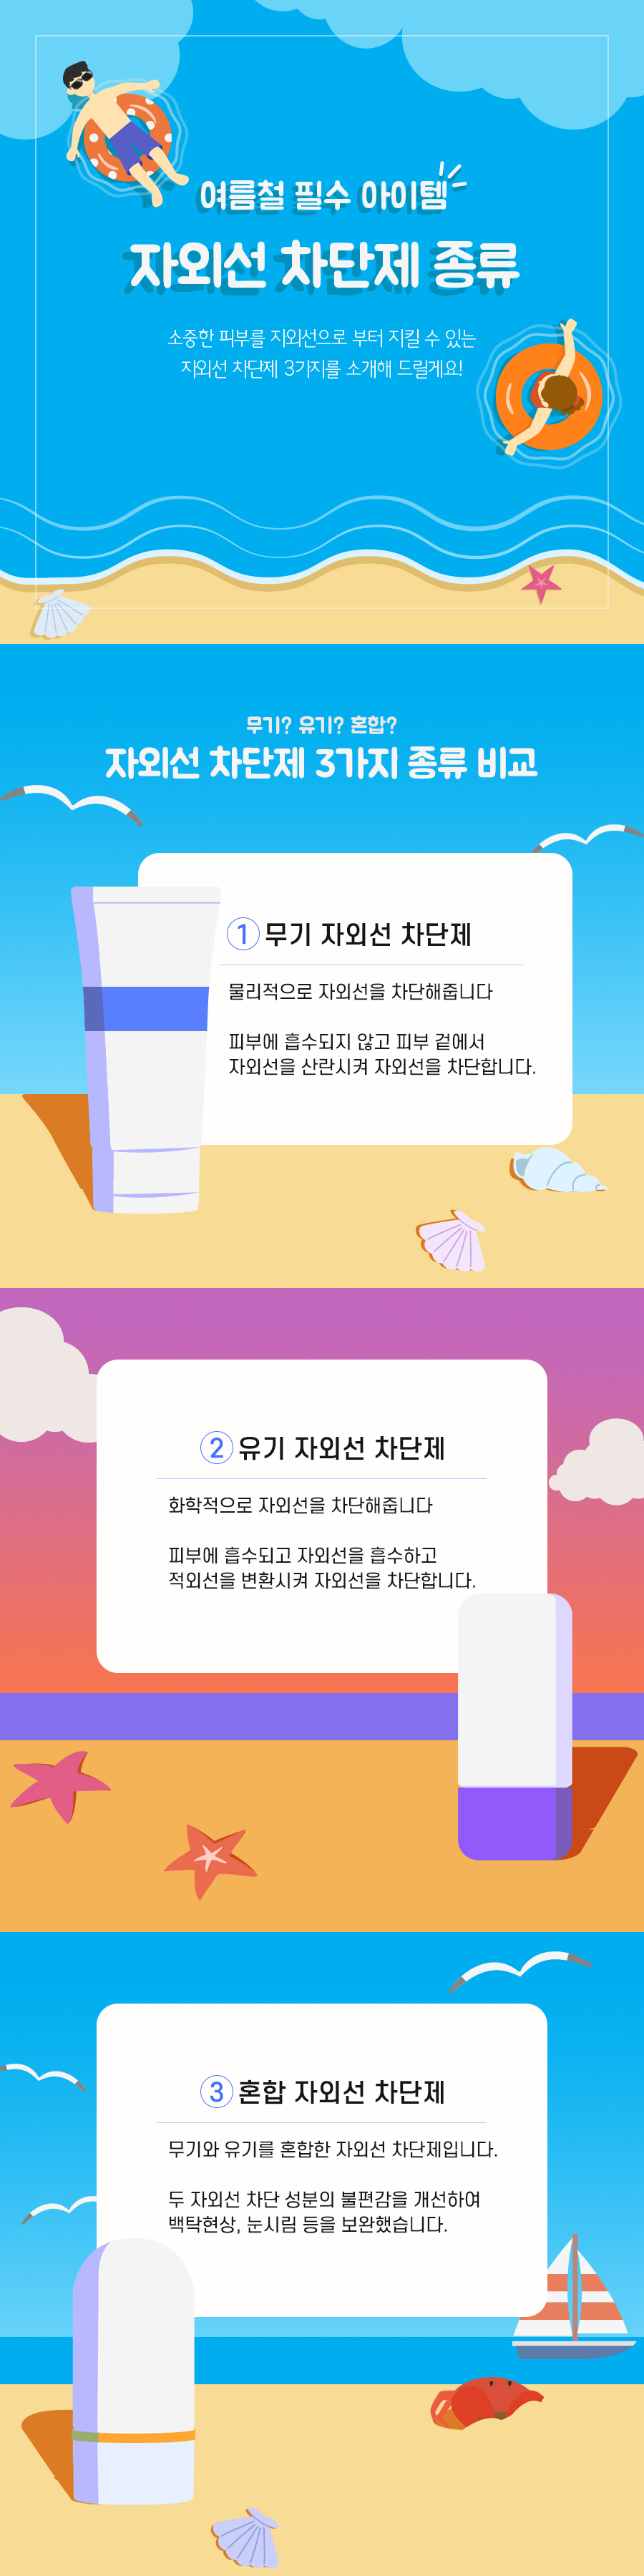 여름철 필수 아이템
자외선 차단제 종류
소중한 피부를 자외선으로 부터 지킬 수 있는
자외선 차단제 3가지를 소개해 드릴게요!
무기? 유기? 혼합?
자외선 차단제 3가지 종류 비교
1 무기 자외선 차단제
물리적으로 자외선을 차단해줍니다
피부에 흡수되지 않고 피부 겉에서
자외선을 산란시켜 자외선을 차단합니다.
2 유기 자외선 차단제
화학적으로 자외선을 차단해줍니다
피부에 흡수되고 자외선을 흡수하고
적외선을 변환시켜 자외선을 차단합니다.
3 혼합 자외선 차단제
무기와 유기를 혼합한 자외선 차단제입니다.
두 자외선 차단 성분의 불편감을 개선하여
백탁현상, 눈시림 등을 보완했습니다.